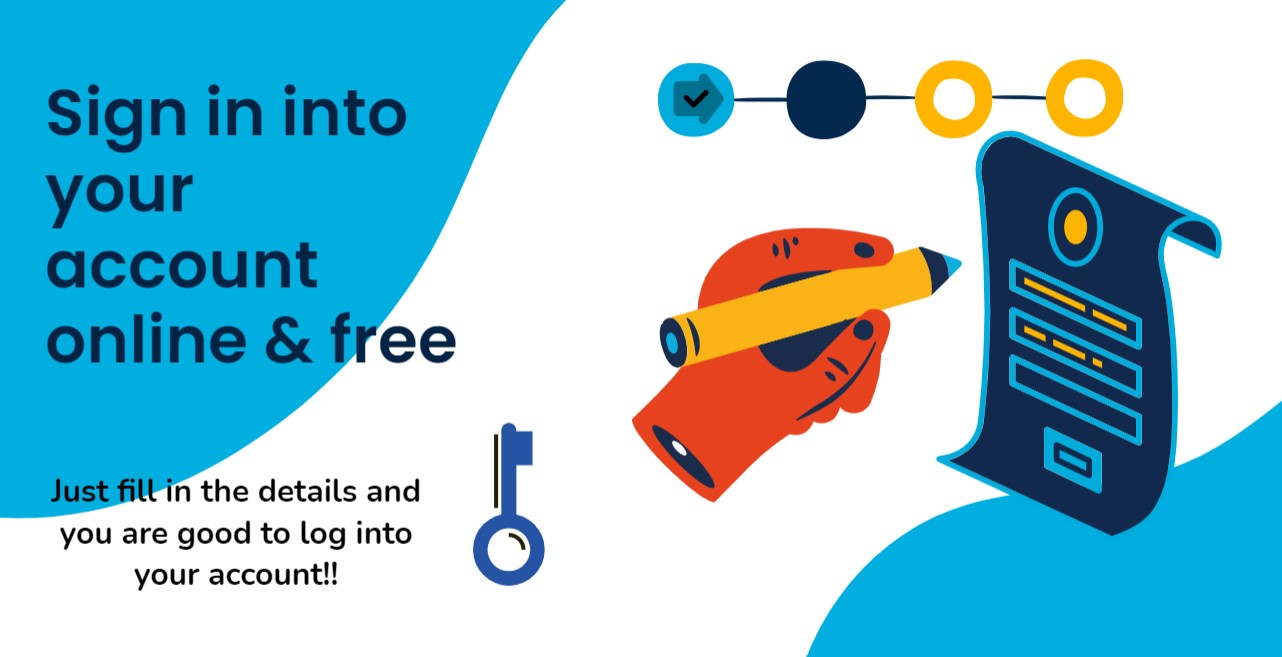 Sign in into
your
account
online & free
Just fill in the details and
you are good to log into
your account!!